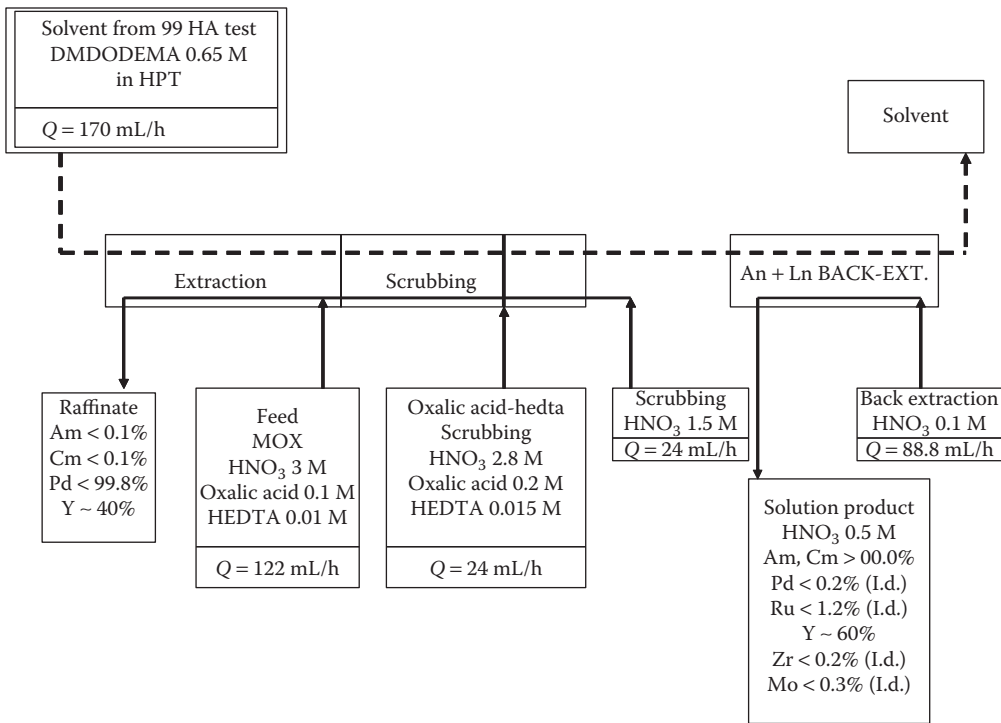 Solvent from 99 HA test
DMDODEMA 0.65 M
in HPT
Q = 170 mL/h
Solvent
Extraction
Scrubbing
An + Ln BACK-EXT.
Raffinate
Am < 0.1%
Cm < 0.1%
Pd < 99.8%
Y ~ 40%
Feed
MOX
HNO₃ 3 M
Oxalic acid 0.1 M
HEDTA 0.01 M
Q = 122 mL/h
Oxalic acid-hedta
Scrubbing
HNO₃ 2.8 M
Oxalic acid 0.2 M
HEDTA 0.015 M
Q = 24 mL/h
Scrubbing
HNO₃ 1.5 M
Q = 24 mL/h
Back extraction
HNO₃ 0.1 M
Q = 88.8 mL/h
Solution product
HNO₃ 0.5 M
Am, Cm > 00.0%
Pd < 0.2% (I.d.)
Ru < 1.2% (I.d.)
Y ~ 60%
Zr < 0.2% (I.d.)
Mo < 0.3% (I.d.)